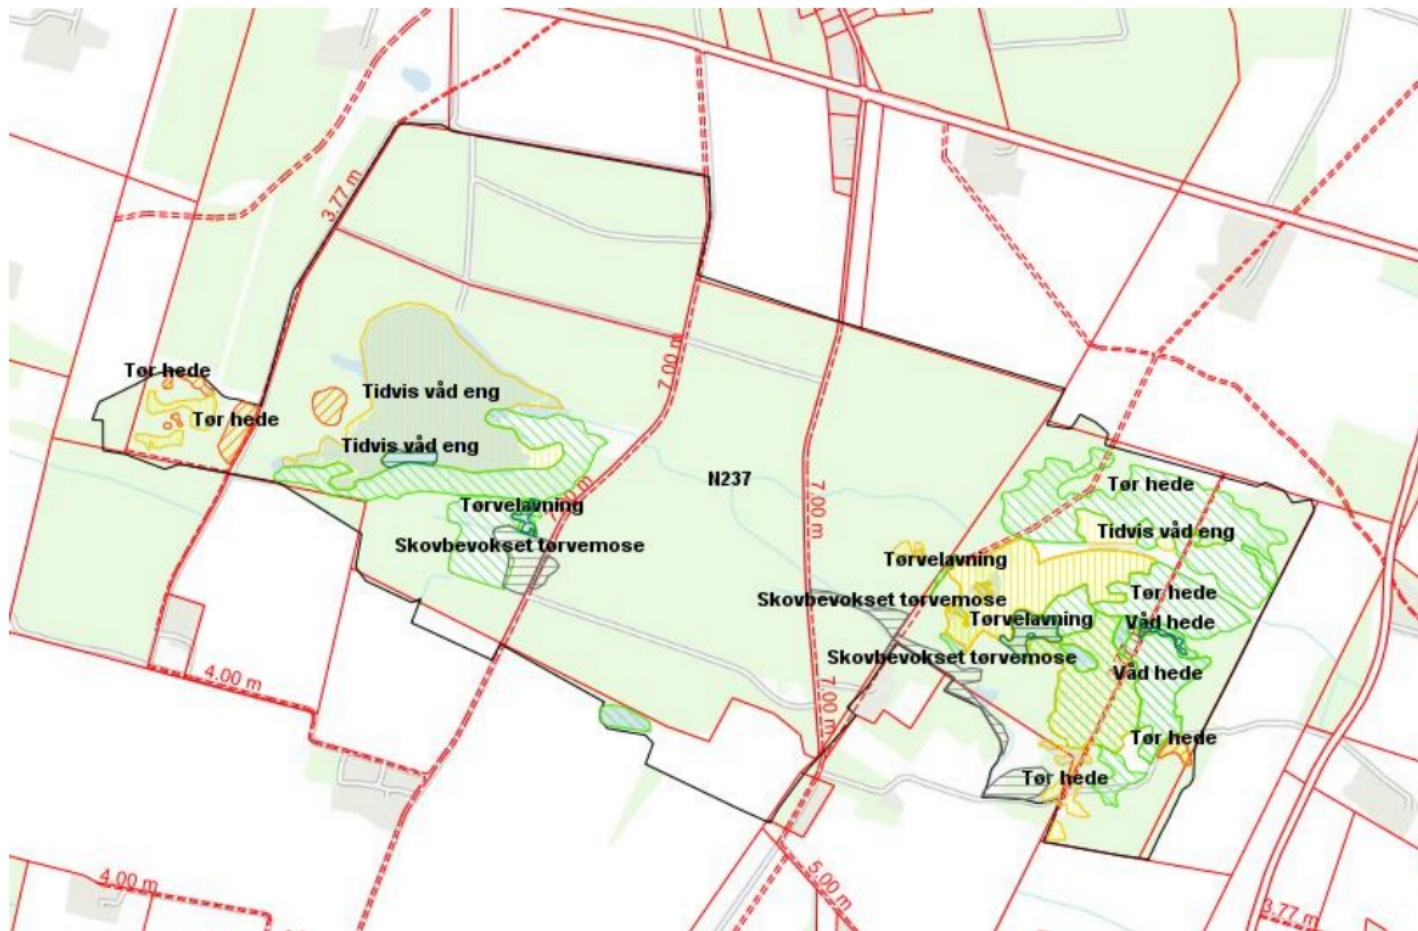 3.77 m
7.00 m
Tør hede
Tør hede
Tidvis våd eng
Tidvis våd eng
N237
7.00 m
Tør hede
Tidvis våd eng
Tørvelavning
Skovbevokset tørvemose
Tørvelavning
Tør hede
Skovbevokset tørvemose
Tørvelavning
Våd hede
Skovbevokset tørvemose
Våd hede
4.00 m
7.00 m
Tør hede
Tør hede
4.00 m
5.00 m
3.77 m